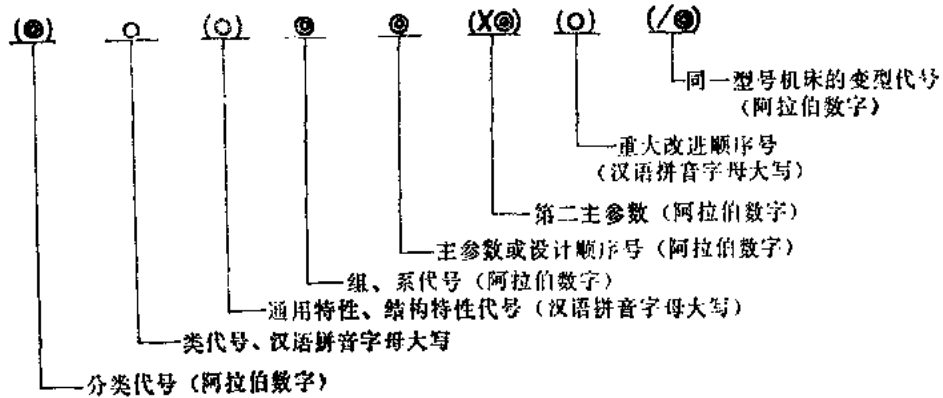 (◎) ○ (○) ◎ ◎ (X◎) (○) (/◎)
同一型号机床的变型代号
(阿拉伯数字)
重大改进顺序号
(汉语拼音字母大写)
第二主参数(阿拉伯数字)
主参数或设计顺序号(阿拉伯数字)
组、系代号(阿拉伯数字)
通用特性、结构特性代号(汉语拼音字母大写)
类代号、汉语拼音字母大写
分类代号(阿拉伯数字)